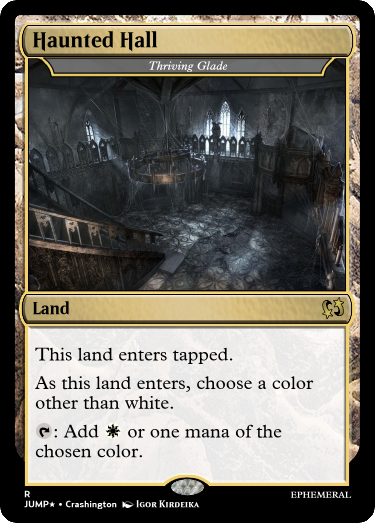 Haunted Hall
Thriving Glade
Land
This land enters tapped.
As this land enters, choose a color
other than white.
: Add or one mana of the
chosen color.
R
EPHEMERAL
JUMP★ • Crashington Igor Kirdeika